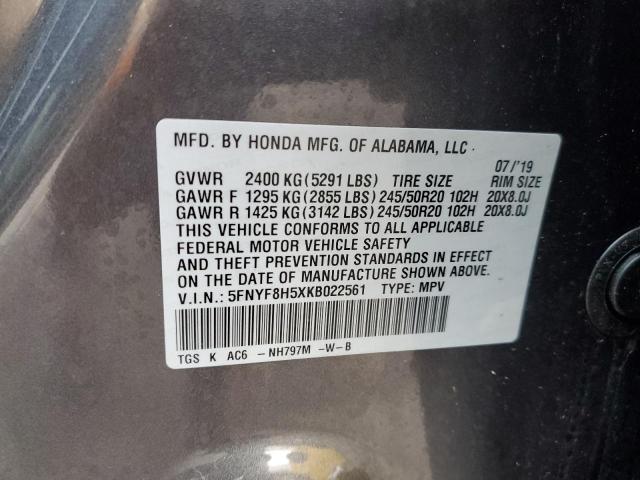 MFD. BY HONDA MFG. OF ALABAMA, LLC.
07/'19
GVWR 2400 KG (5291 LBS) TIRE SIZE RIM SIZE
GAWR F 1295 KG (2855 LBS) 245/50R20 102H 20X8.0J
GAWR R 1425 KG (3142 LBS) 245/50R20 102H 20X8.0J
THIS VEHICLE CONFORMS TO ALL APPLICABLE
FEDERAL MOTOR VEHICLE SAFETY
AND THEFT PREVENTION STANDARDS IN EFFECT
ON THE DATE OF MANUFACTURE SHOWN ABOVE.
V.I.N.: 5FNYF8H5XKB022561 TYPE: MPV
TGS K AC6 -NH797M -W-B